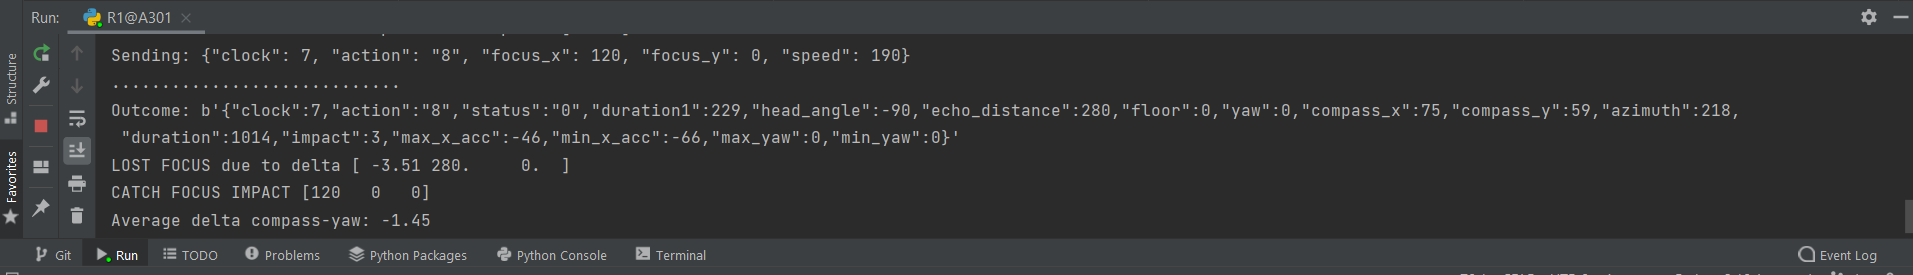 Run: R1@A301
Sending: {"clock": 7, "action": "8", "focus_x": 120, "focus_y": 0, "speed": 190}
.............................
Outcome: b'{"clock":7,"action":"8","status":"0","duration1":229,"head_angle":-90,"echo_distance":280,"floor":0,"yaw":0,"compass_x":75,"compass_y":59,"azimuth":218,
"duration":1014,"impact":3,"max_x_acc":-46,"min_x_acc":-66,"max_yaw":0,"min_yaw":0}'
LOST FOCUS due to delta [ -3.51 280.     0.  ]
CATCH FOCUS IMPACT [120   0   0]
Average delta compass-yaw: -1.45
Structure
Favorites
Git Run TODO Problems Python Packages Python Console Terminal Event Log